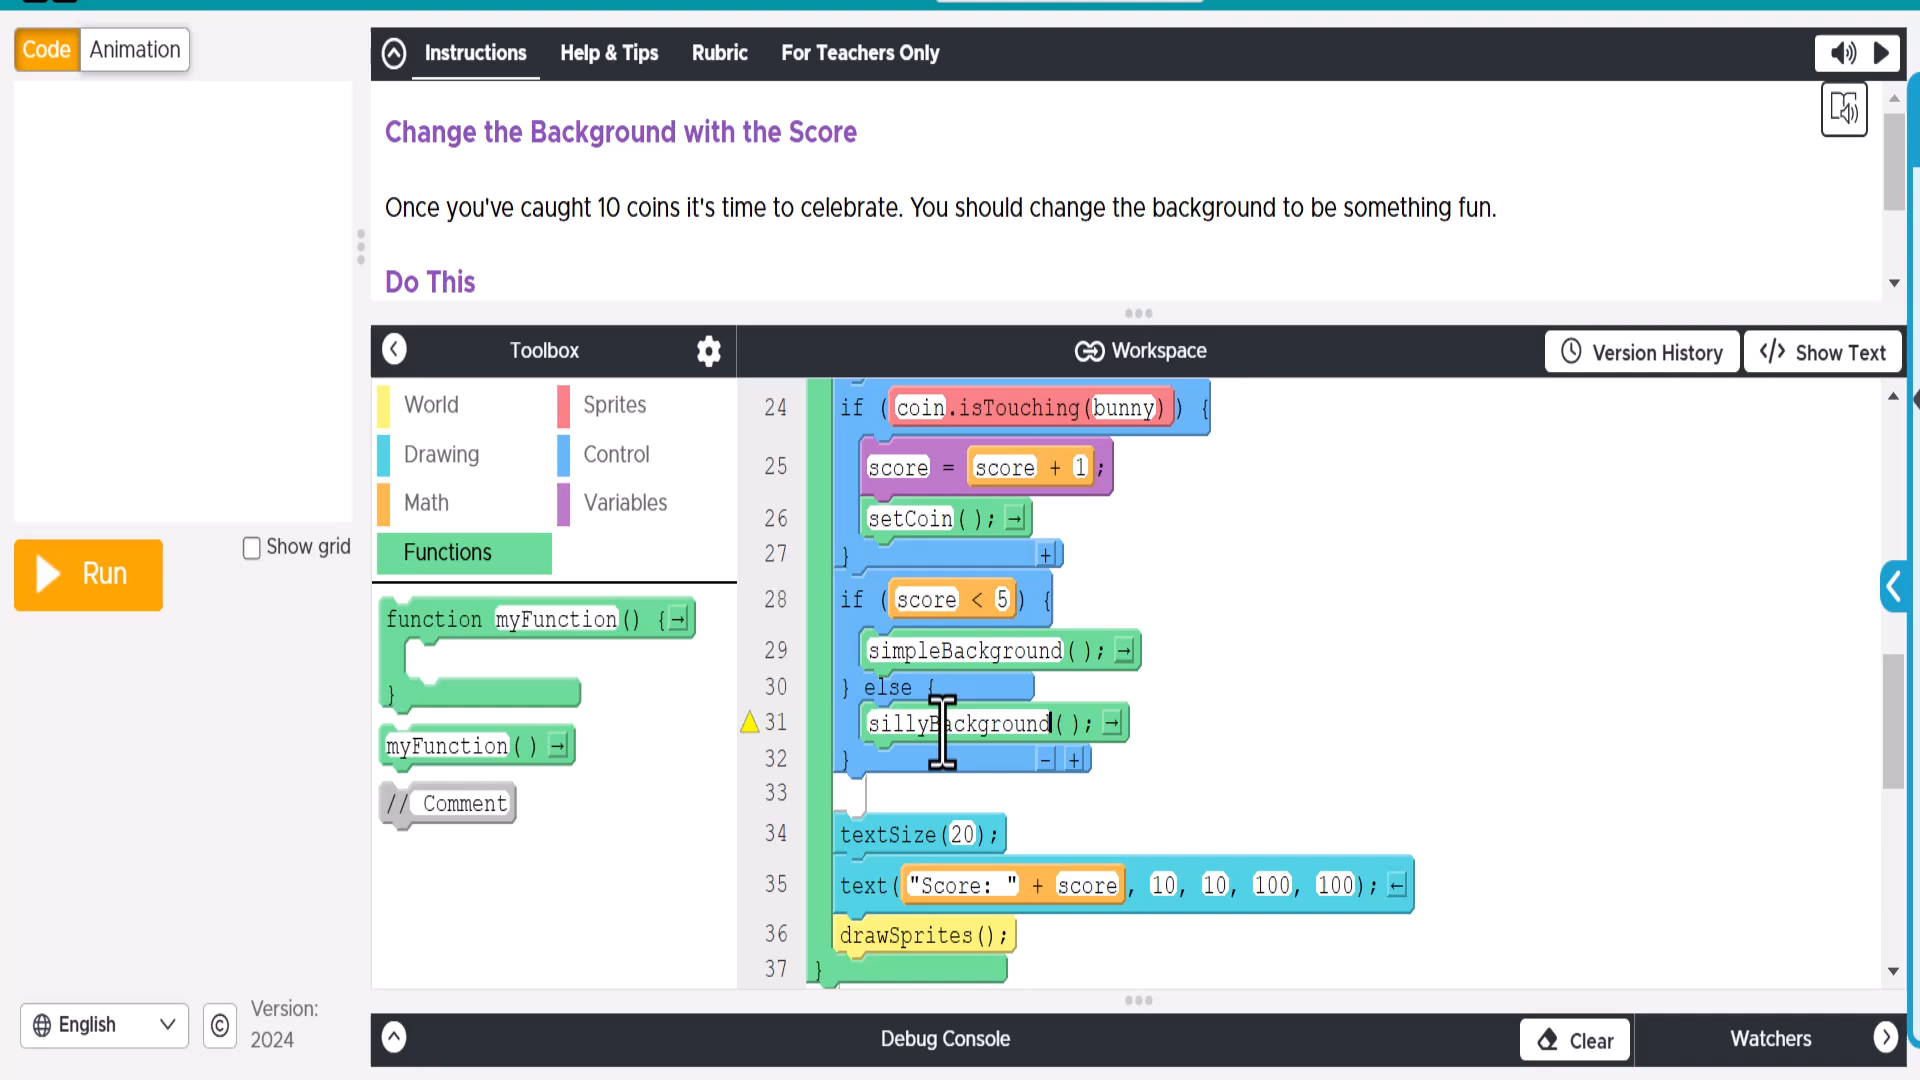 Code Animation
Instructions Help & Tips Rubric For Teachers Only
Change the Background with the Score
Once you've caught 10 coins it's time to celebrate. You should change the background to be something fun.
Do This
Toolbox
Workspace
Version History
Show Text
World
Sprites
Drawing
Control
Math
Variables
Functions
function myFunction() {
}
myFunction()
// Comment
Run
Show grid
24 if (coin.isTouching(bunny)) {
25 score = score + 1;
26 setCoin();
27 }
28 if (score < 5) {
29 simpleBackground();
30 } else {
31 sillyBackground();
32 }
33
34 textSize(20);
35 text("Score: " + score, 10, 10, 100, 100);
36 drawSprites();
37 }
English
Version:
2024
Debug Console
Clear
Watchers